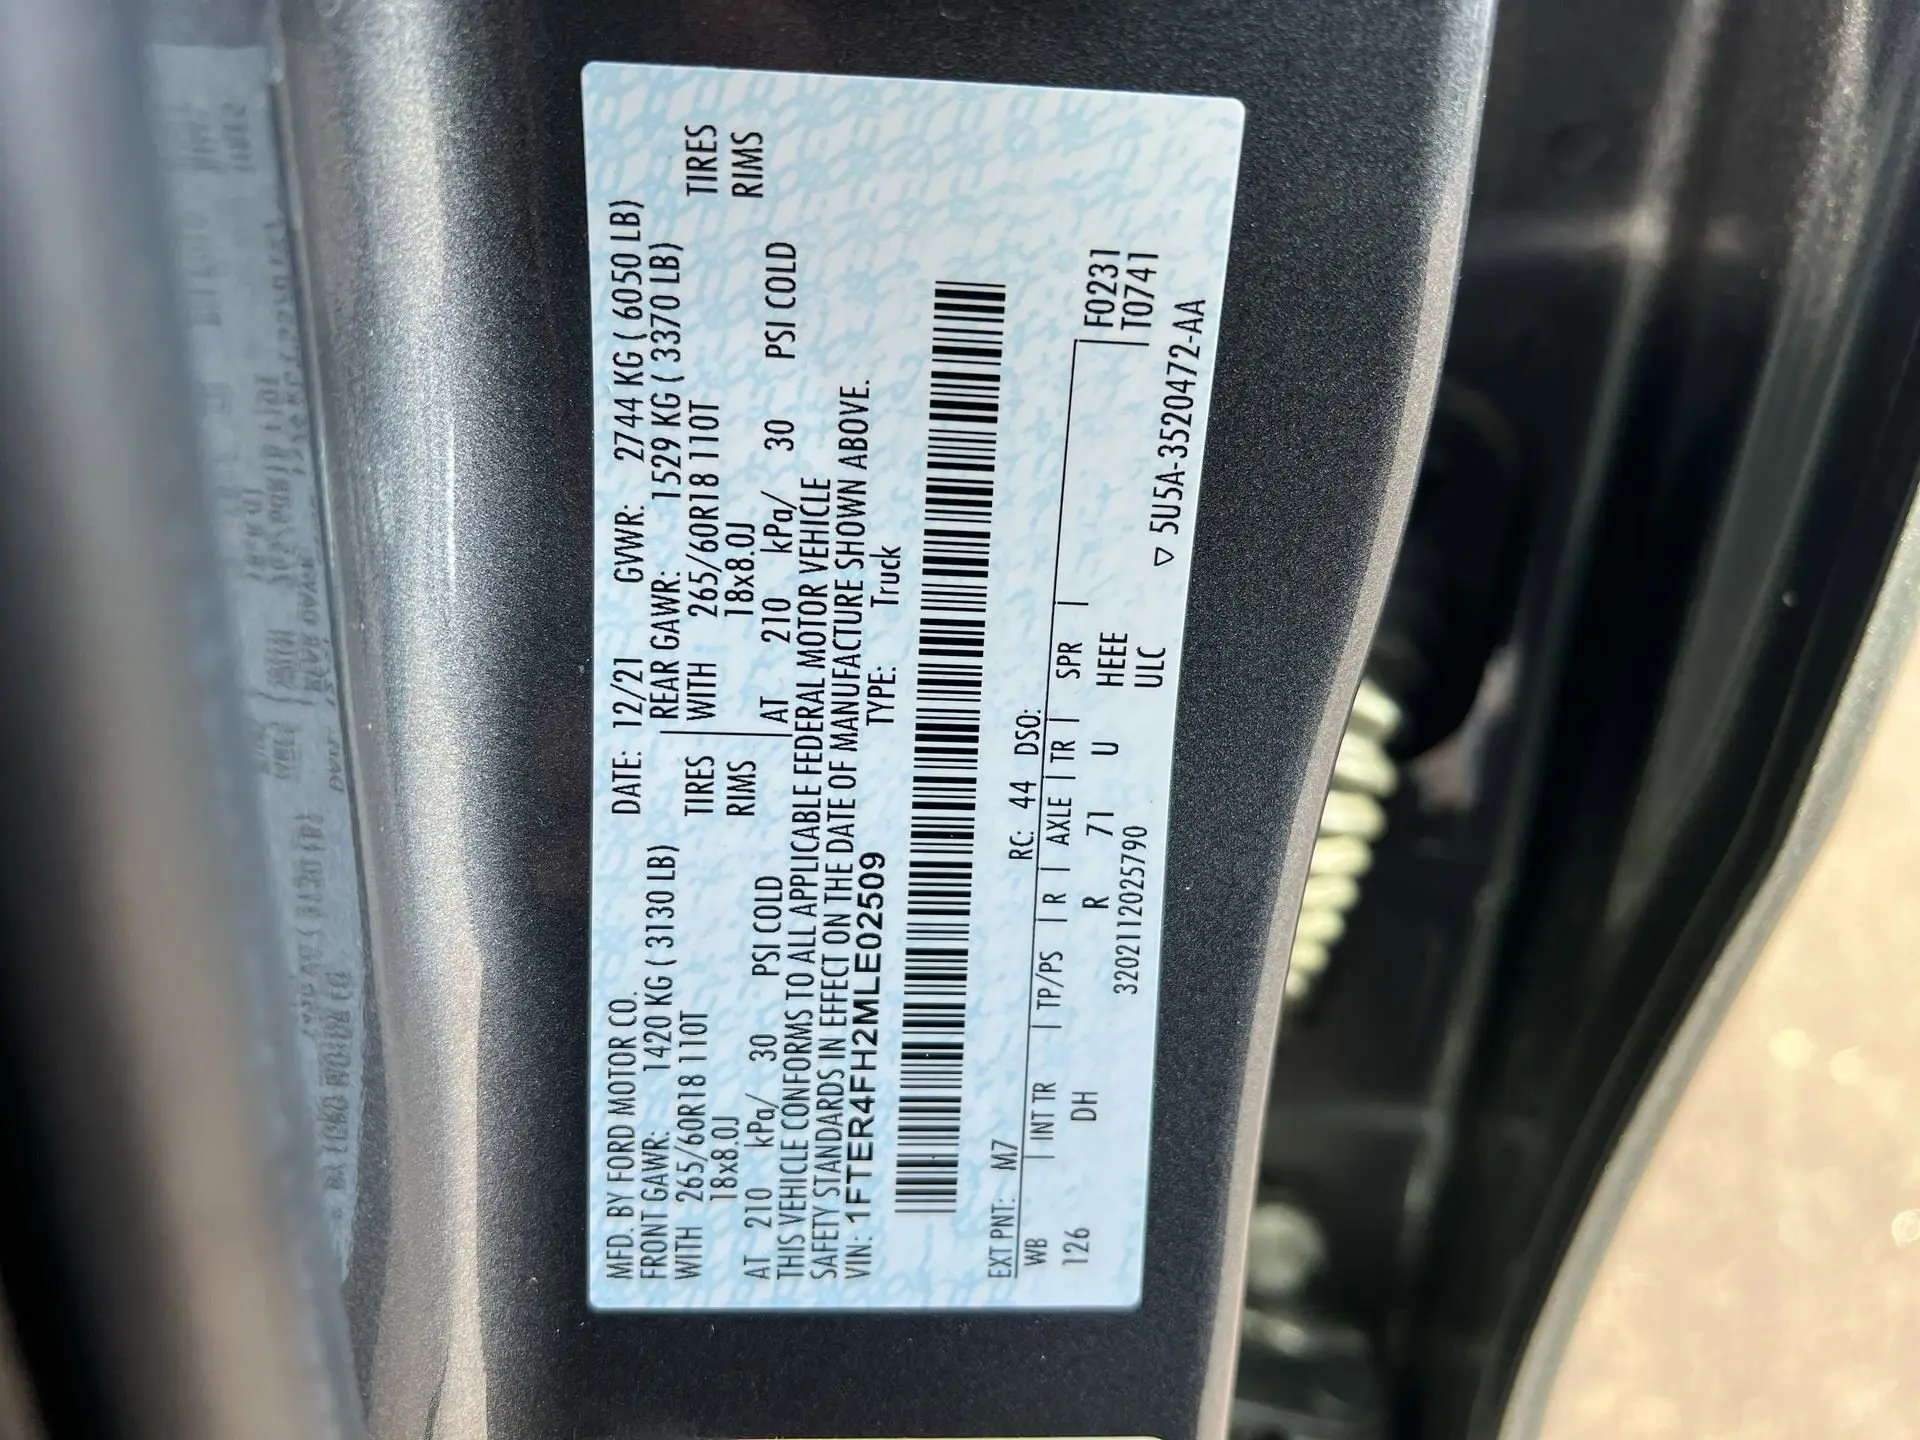 MFD. BY FORD MOTOR CO. DATE: 12/21 GVWR: 2744 KG ( 6050 LB)
FRONT GAWR: 1420 KG ( 3130 LB) REAR GAWR: 1529 KG ( 3370 LB)
WITH 265/60R18 110T TIRES WITH 265/60R18 110T TIRES
18x8.0J RIMS 18x8.0J RIMS
AT 210 kPa/ 30 PSI COLD AT 210 kPa/ 30 PSI COLD
THIS VEHICLE CONFORMS TO ALL APPLICABLE FEDERAL MOTOR VEHICLE
SAFETY STANDARDS IN EFFECT ON THE DATE OF MANUFACTURE SHOWN ABOVE.
VIN: 1FTER4FH2MLE02509 TYPE: Truck
EXT PNT: M7 RC: 44 DSO:
WB INT TR TP/PS R AXLE TR SPR F0231
126 DH R 71 U HEEE T0741
3202112025790 ULC
▽ 5U5A-3520472-AA